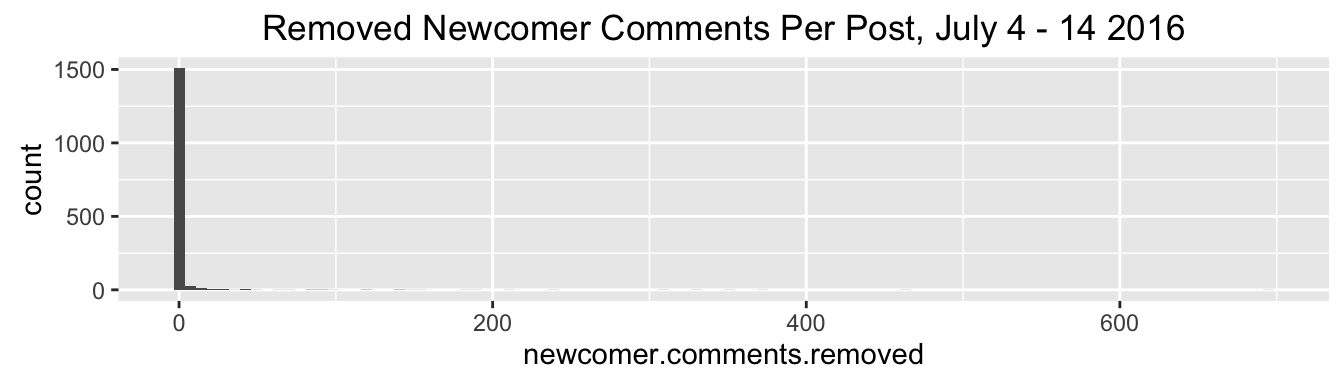 Removed Newcomer Comments Per Post, July 4 - 14 2016
1500
1000
500
0
count
0 200 400 600
newcomer.comments.removed